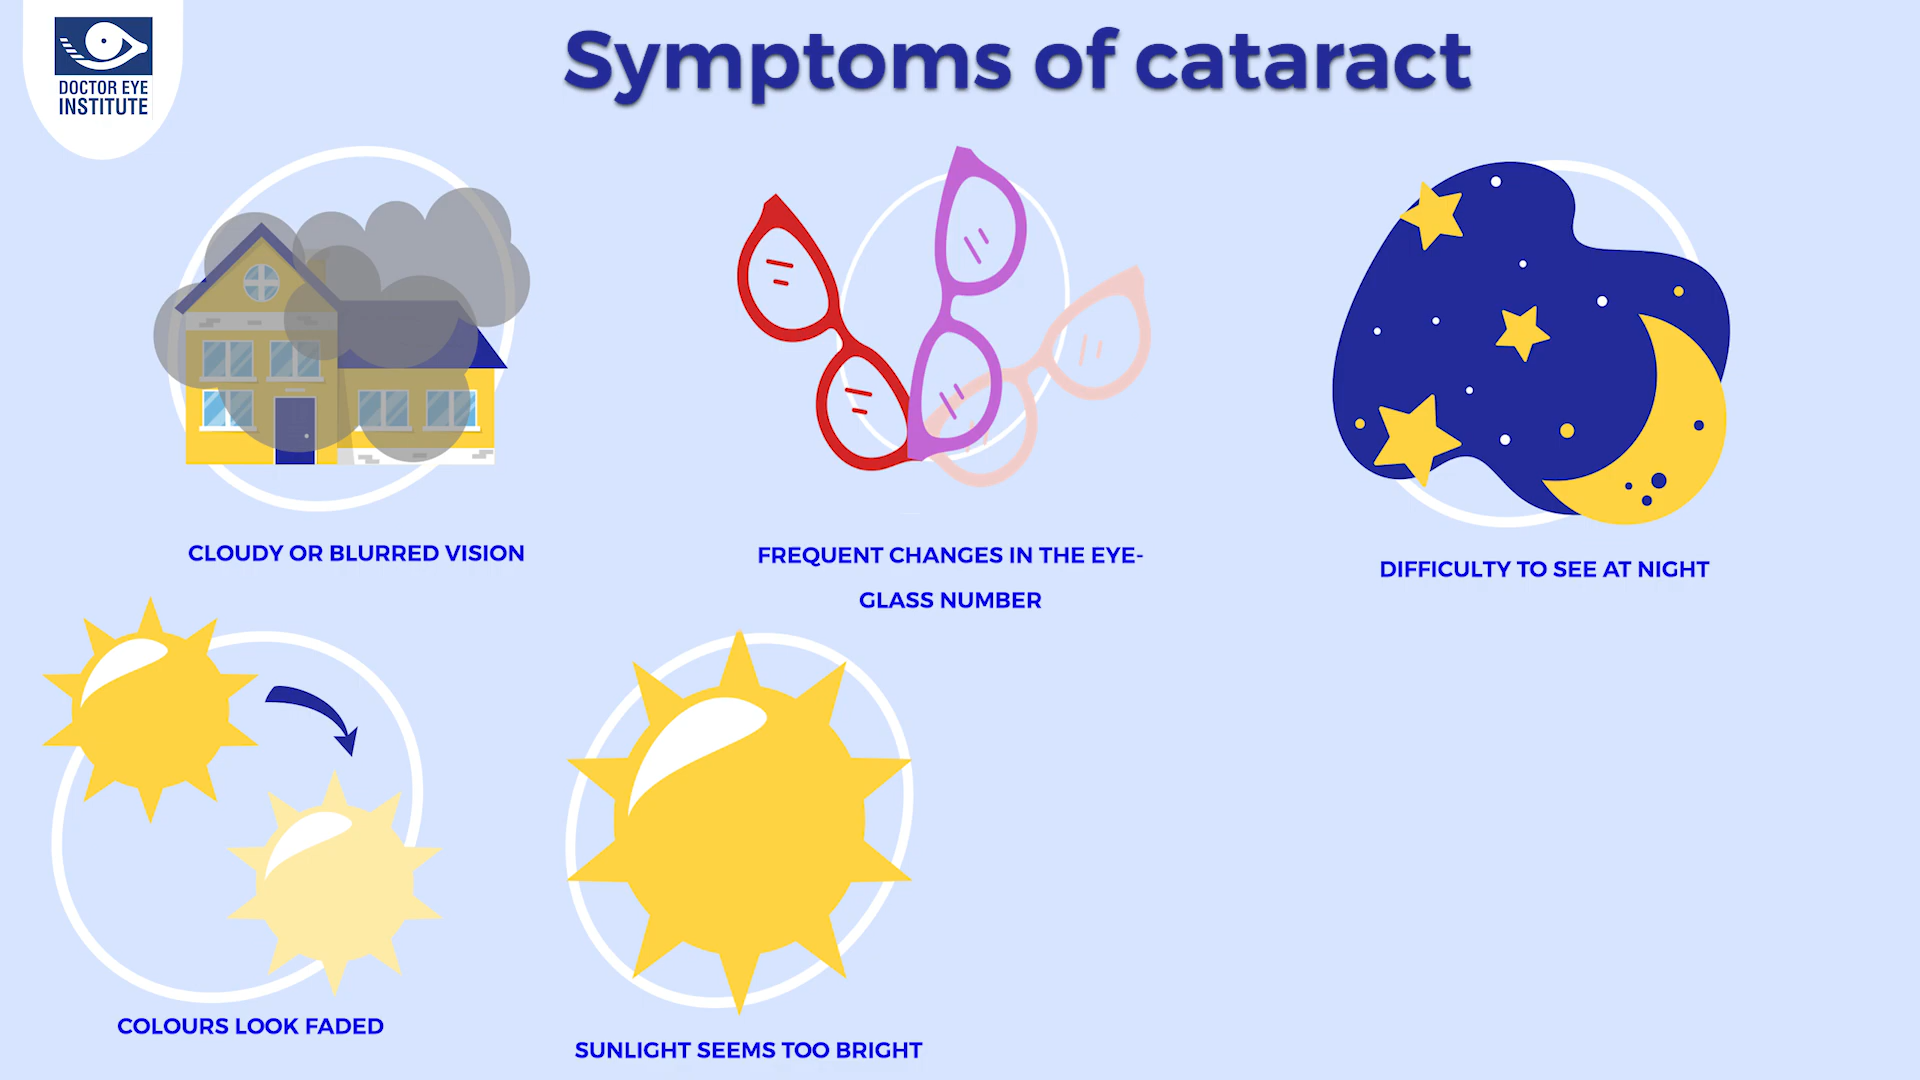 DOCTOR EYE
INSTITUTE
Symptoms of cataract
CLOUDY OR BLURRED VISION
FREQUENT CHANGES IN THE EYE-
GLASS NUMBER
DIFFICULTY TO SEE AT NIGHT
COLOURS LOOK FADED
SUNLIGHT SEEMS TOO BRIGHT